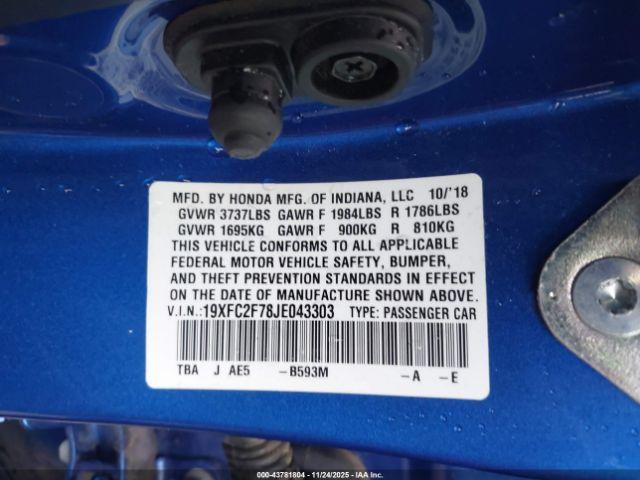 MFD. BY HONDA MFG. OF INDIANA, LLC 10/'18
GVWR 3737LBS GAWR F 1984LBS R 1786LBS
GVWR 1695KG GAWR F 900KG R 810KG
THIS VEHICLE CONFORMS TO ALL APPLICABLE
FEDERAL MOTOR VEHICLE SAFETY, BUMPER,
AND THEFT PREVENTION STANDARDS IN EFFECT
ON THE DATE OF MANUFACTURE SHOWN ABOVE.
V.I.N.:19XFC2F78JE043303 TYPE: PASSENGER CAR
TBA J AE5 -B593M -A -E
000-43781804 - 11/24/2025 - IAAI.COM